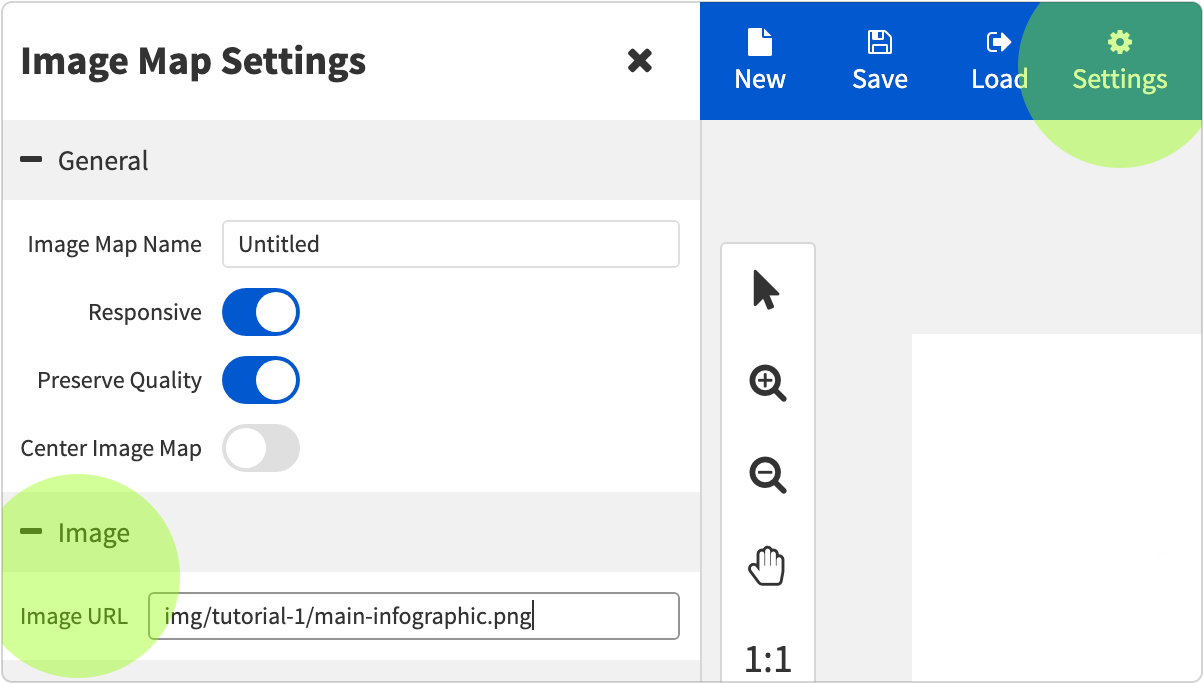 Image Map Settings
New
Save
Load
Settings
General
Image Map Name
Untitled
Responsive
Preserve Quality
Center Image Map
Image
Image URL
img/tutorial-1/main-infographic.png
1:1